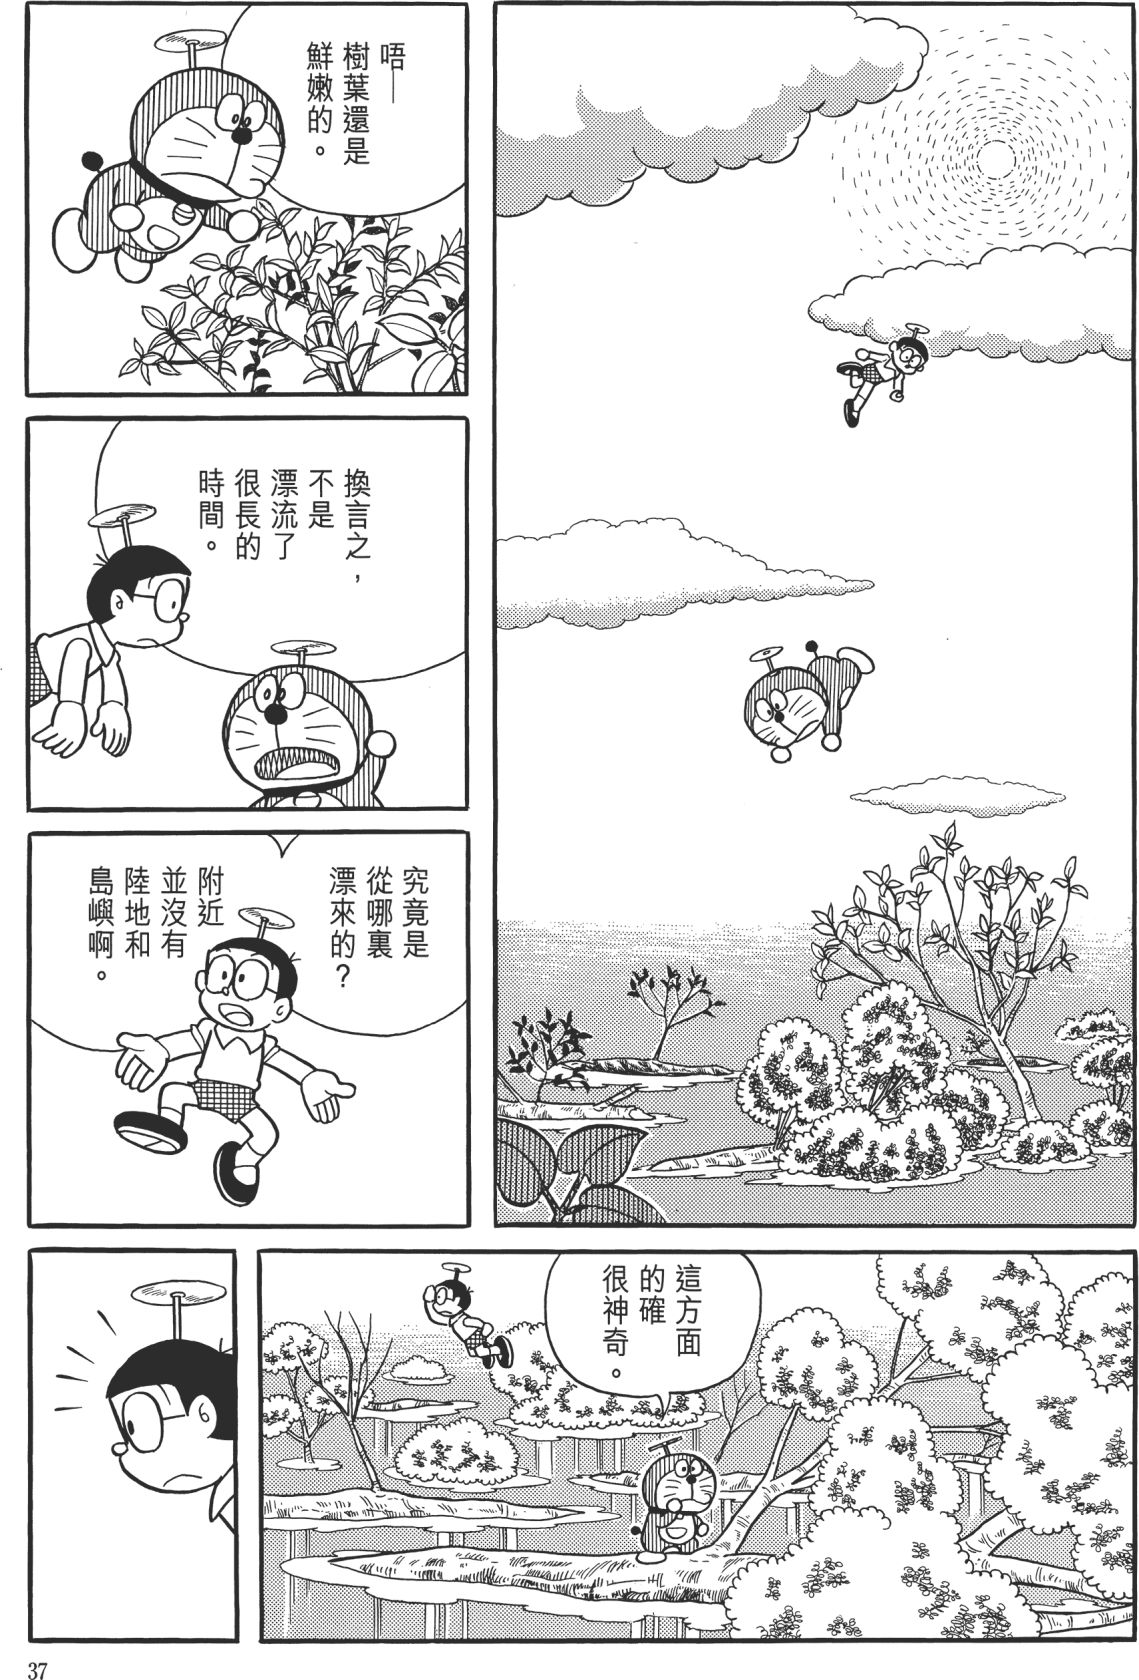 唔──
樹葉還是
鮮嫩的。
換言之，
不是
漂流了
很長的
時間。
究竟是
從哪裏
漂來的？
附近
並沒有
陸地和
島嶼啊。
這方面
的確
很神奇。
37